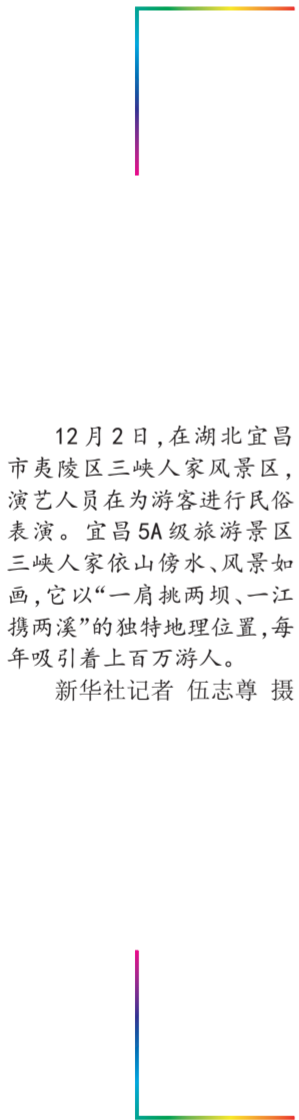 12月2日，在湖北宜昌
市夷陵区三峡人家风景区，
演艺人员在为游客进行民俗
表演。宜昌5A级旅游景区
三峡人家依山傍水、风景如
画，它以“一肩挑两坝、一江
携两溪”的独特地理位置，每
年吸引着上百万游人。
新华社记者 伍志尊 摄